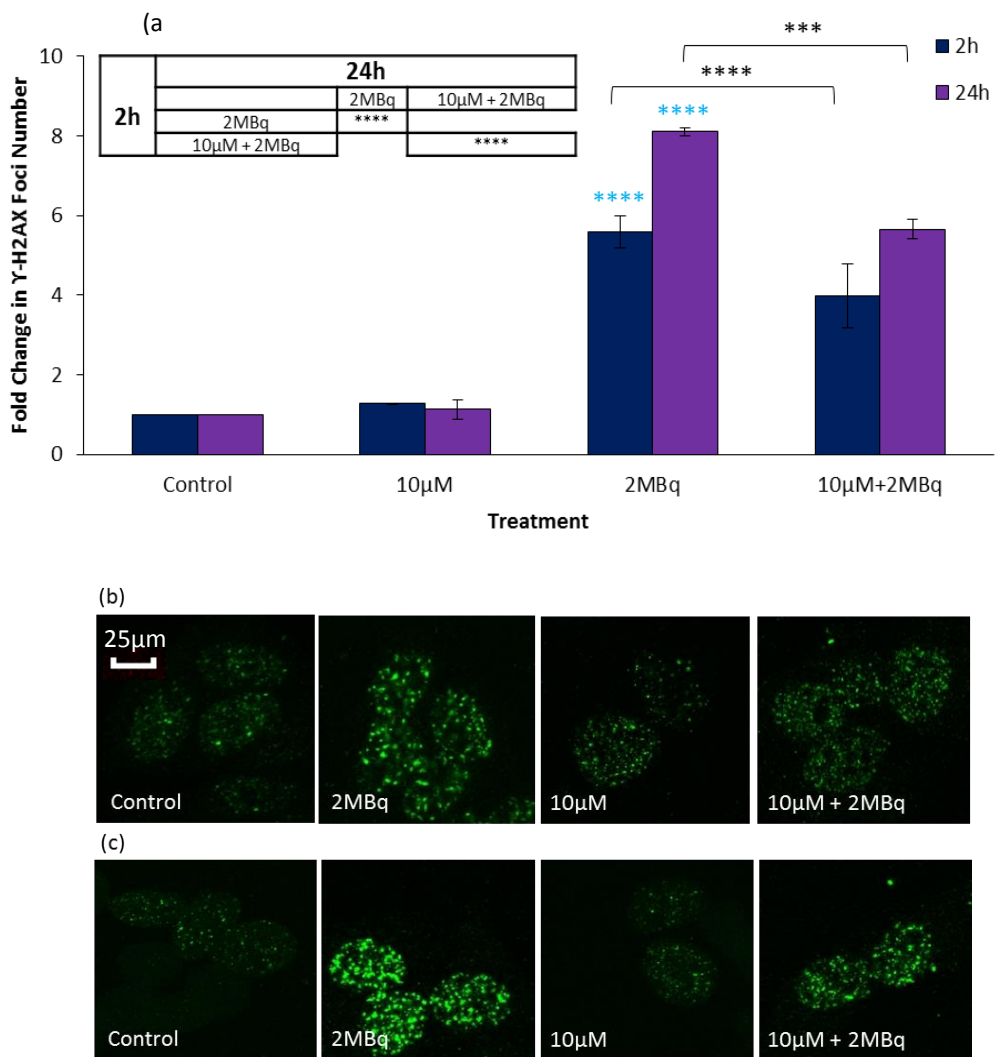 (a
10
8
6
4
2
0
Fold Change in ϒ-H2AX Foci Number
2h
24h
2MBq 10µM + 2MBq
2MBq ****
10µM + 2MBq ****
***
****
****
****
2h
24h
Control 10µM 2MBq 10µM+2MBq
Treatment
(b)
25µm
Control 2MBq 10µM 10µM + 2MBq
(c)
Control 2MBq 10µM 10µM + 2MBq